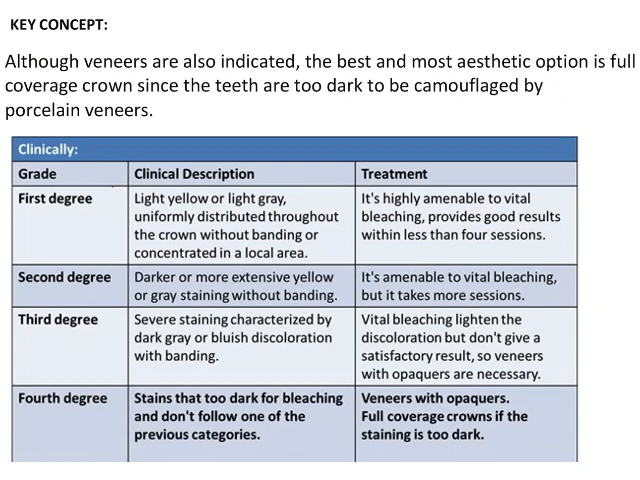 KEY CONCEPT:
Although veneers are also indicated, the best and most aesthetic option is full
coverage crown since the teeth are too dark to be camouflaged by
porcelain veneers.
Clinically:
Grade Clinical Description Treatment
First degree Light yellow or light gray, It's highly amenable to vital
uniformly distributed throughout bleaching, provides good results
the crown without banding or within less than four sessions.
concentrated in a local area.
Second degree Darker or more extensive yellow It's amenable to vital bleaching,
or gray staining without banding. but it takes more sessions.
Third degree Severe staining characterized by Vital bleaching lighten the
dark gray or bluish discoloration discoloration but don't give a
with banding. satisfactory result, so veneers
with opaquers are necessary.
Fourth degree Stains that too dark for bleaching Veneers with opaquers.
and don't follow one of the Full coverage crowns if the
previous categories. staining is too dark.